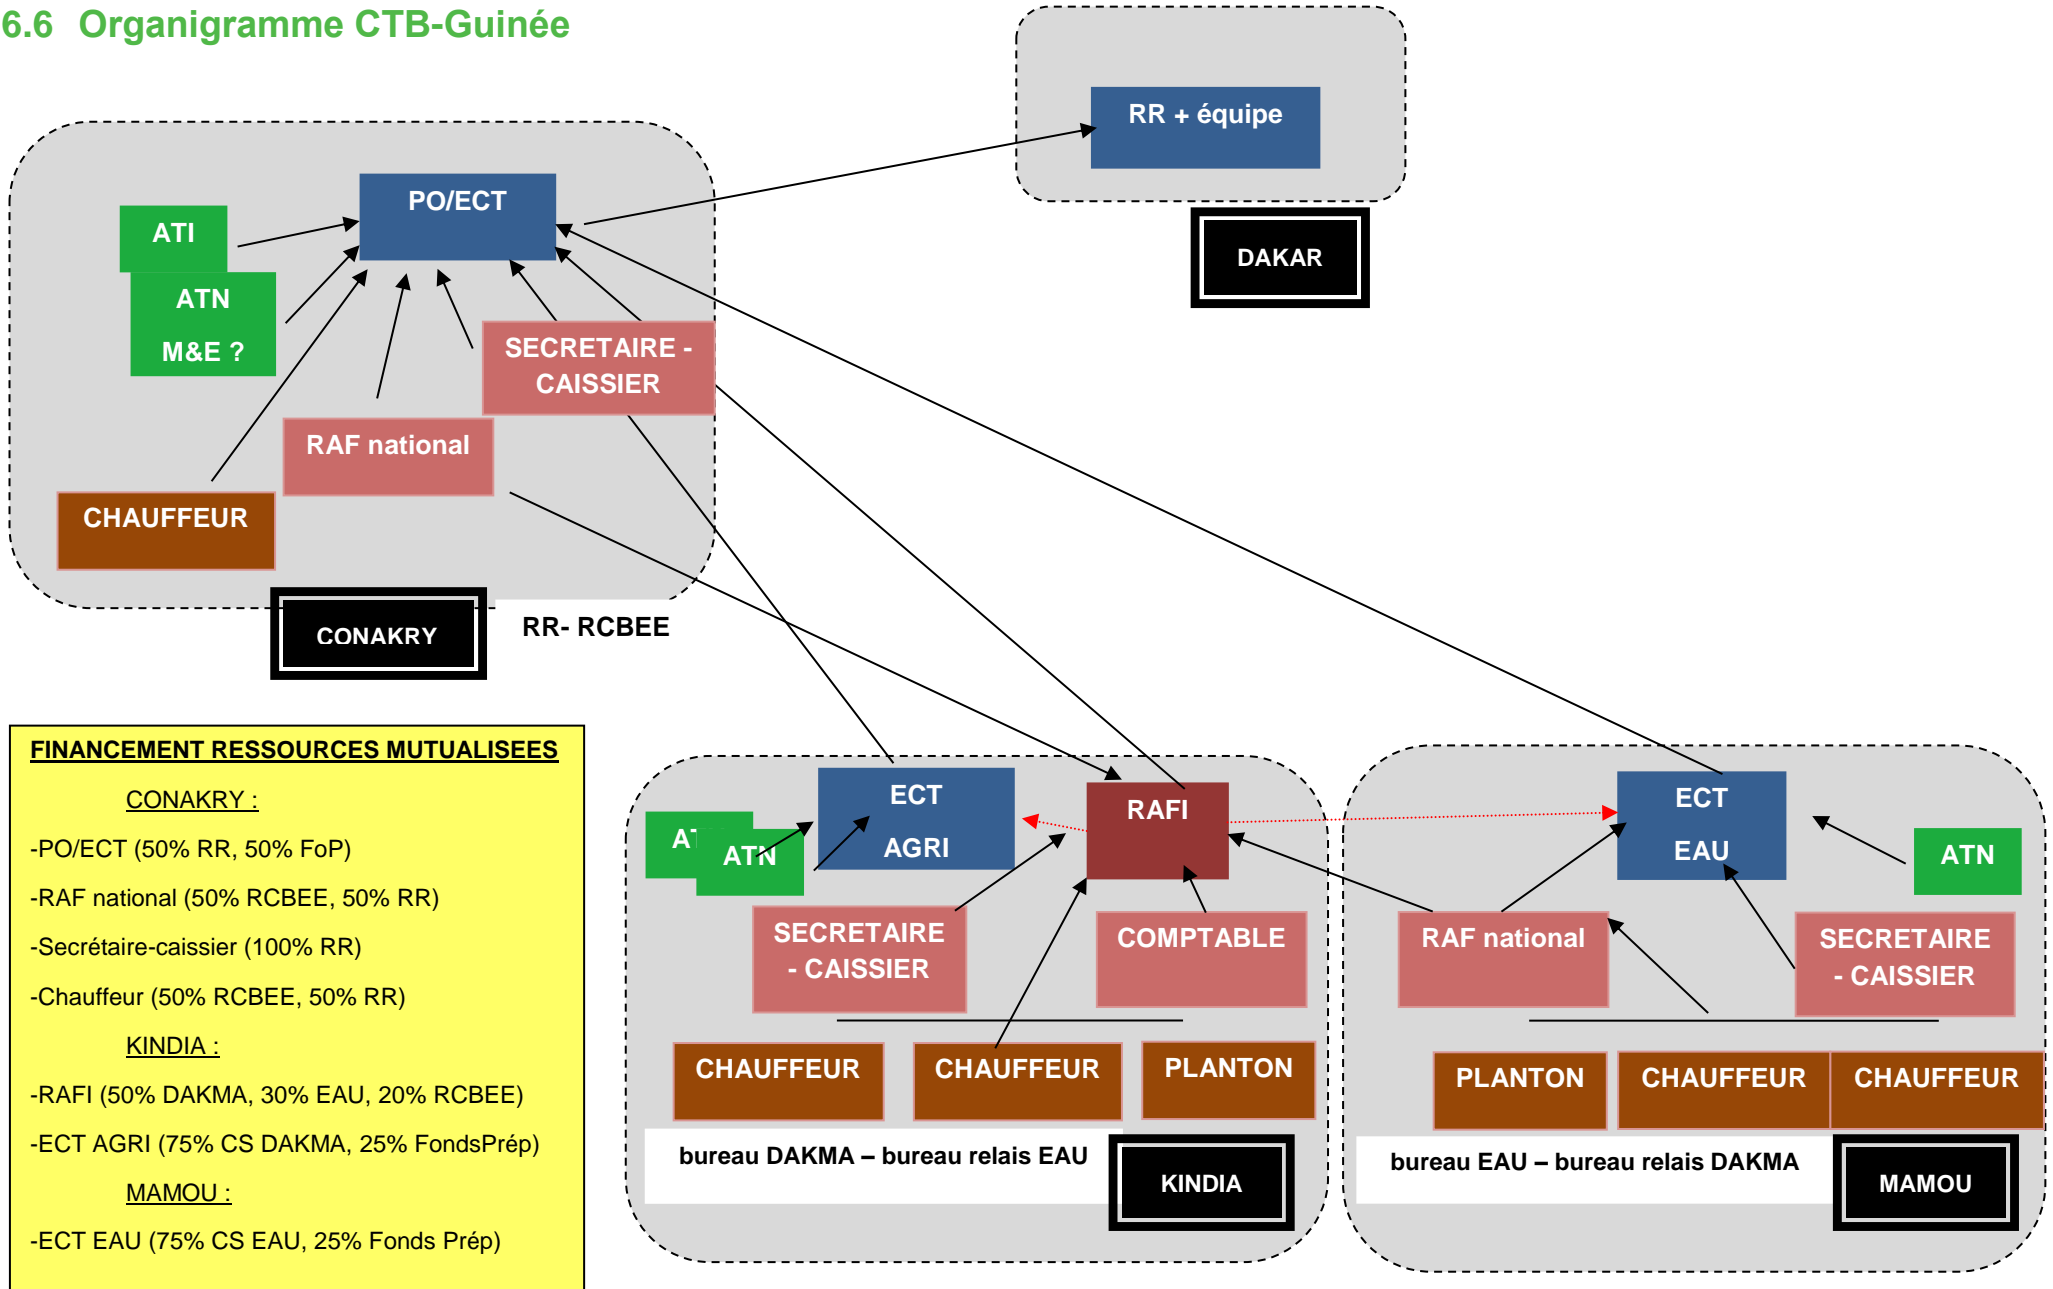 6.6 Organigramme CTB-Guinée
RR + équipe
DAKAR
PO/ECT
ATI
ATN
M&E ?
SECRETAIRE -
CAISSIER
RAF national
CHAUFFEUR
CONAKRY
RR- RCBEE
FINANCEMENT RESSOURCES MUTUALISEES
CONAKRY :
-PO/ECT (50% RR, 50% FoP)
-RAF national (50% RCBEE, 50% RR)
-Secrétaire-caissier (100% RR)
-Chauffeur (50% RCBEE, 50% RR)
KINDIA :
-RAFI (50% DAKMA, 30% EAU, 20% RCBEE)
-ECT AGRI (75% CS DAKMA, 25% FondsPrép)
MAMOU :
-ECT EAU (75% CS EAU, 25% Fonds Prép)
ECT
AGRI
RAFI
ATN
SECRETAIRE
- CAISSIER
COMPTABLE
CHAUFFEUR
CHAUFFEUR
PLANTON
bureau DAKMA – bureau relais EAU
KINDIA
ECT
EAU
ATN
RAF national
SECRETAIRE
- CAISSIER
PLANTON
CHAUFFEUR
CHAUFFEUR
bureau EAU – bureau relais DAKMA
MAMOU